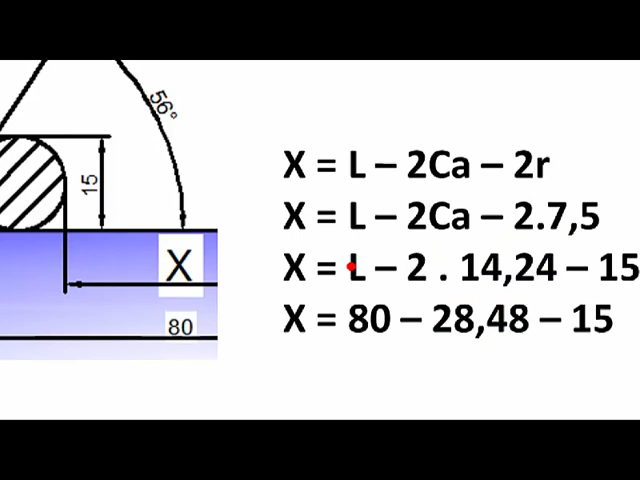 56°
15
X
80
X = L – 2Ca – 2r
X = L – 2Ca – 2.7,5
X = L – 2 . 14,24 – 15
X = 80 – 28,48 – 15